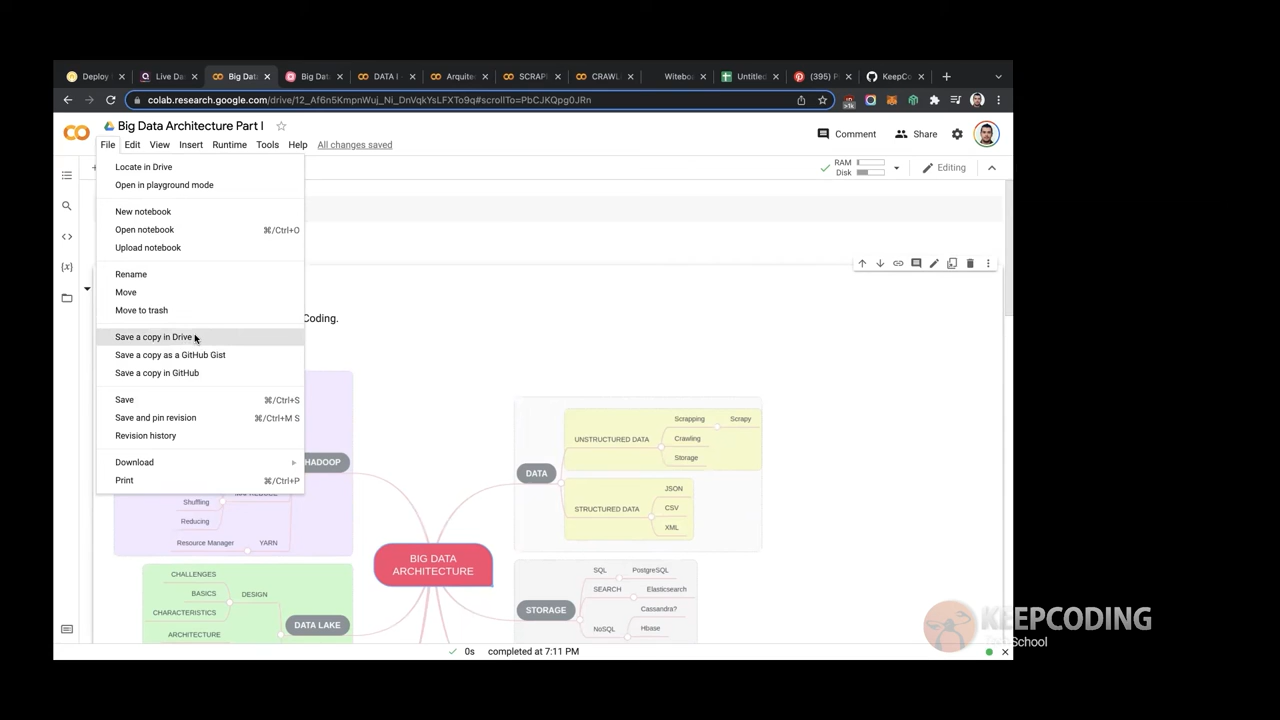 Deploy
Live Da
Big Dat
Big Dat
DATA I -
Arquite
SCRAPI
CRAWL
Witebo
Untitled
(395) Pi
KeepCo
colab.research.google.com/drive/12_Af6n5KmpnWuj_Ni_DnVqkYsLFXTo9q#scrollTo=PbCJKQpg0JRn
>1k
Big Data Architecture Part I
File Edit View Insert Runtime Tools Help All changes saved
Comment
Share
RAM
Disk
Editing
Locate in Drive
Open in playground mode
New notebook
Open notebook ⌘/Ctrl+O
Upload notebook
Rename
Move
Move to trash
Save a copy in Drive
Save a copy as a GitHub Gist
Save a copy in GitHub
Save ⌘/Ctrl+S
Save and pin revision ⌘/Ctrl+M S
Revision history
Download
Print ⌘/Ctrl+P
Coding.
HADOOP
Shuffling
Reducing
Resource Manager
YARN
CHALLENGES
BASICS
CHARACTERISTICS
ARCHITECTURE
DESIGN
DATA LAKE
BIG DATA
ARCHITECTURE
DATA
UNSTRUCTURED DATA
Scrapping
Scrapy
Crawling
Storage
STRUCTURED DATA
JSON
CSV
XML
STORAGE
SQL
PostgreSQL
SEARCH
Elasticsearch
Cassandra?
NoSQL
Hbase
0s completed at 7:11 PM
KEEPCODING
School